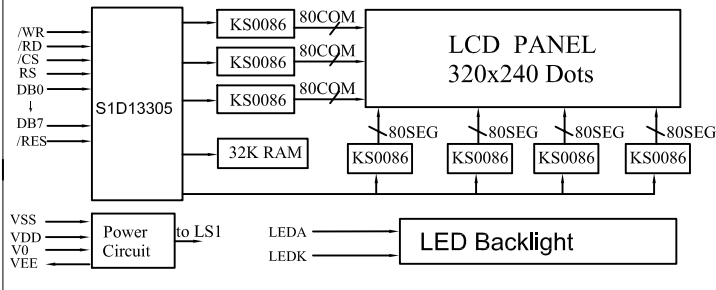 /WR
/RD
/CS
RS
DB0
DB7
/RES
S1D13305
KS0086
80COM
KS0086
80COM
KS0086
80COM
32K RAM
LCD PANEL
320x240 Dots
80SEG
80SEG
80SEG
80SEG
KS0086
KS0086
KS0086
KS0086
VSS
VDD
V0
VEE
Power
Circuit
to LS1
LEDA
LEDK
LED Backlight